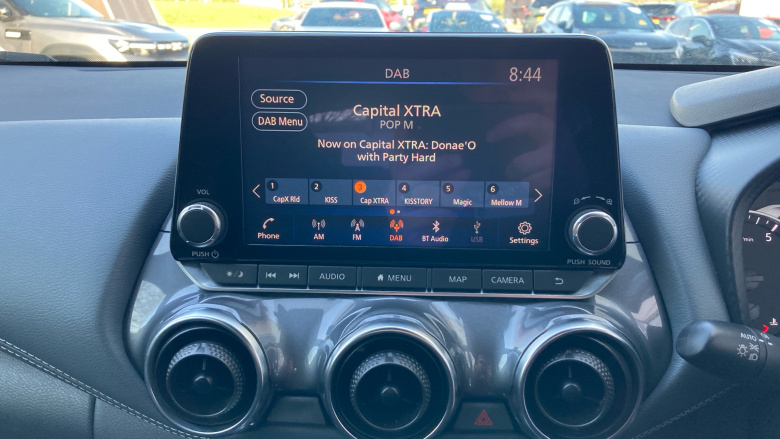 DAB
8:44
Source
DAB Menu
Capital XTRA
POP M
Now on Capital XTRA: Donae'O
with Party Hard
1 CapX Rld
2 KISS
3 Cap XTRA
4 KISSTORY
5 Magic
6 Mellow M
Phone AM FM DAB BT Audio USB Settings
VOL
PUSH
PUSH SOUND
AUDIO MENU MAP CAMERA
AUTO
5